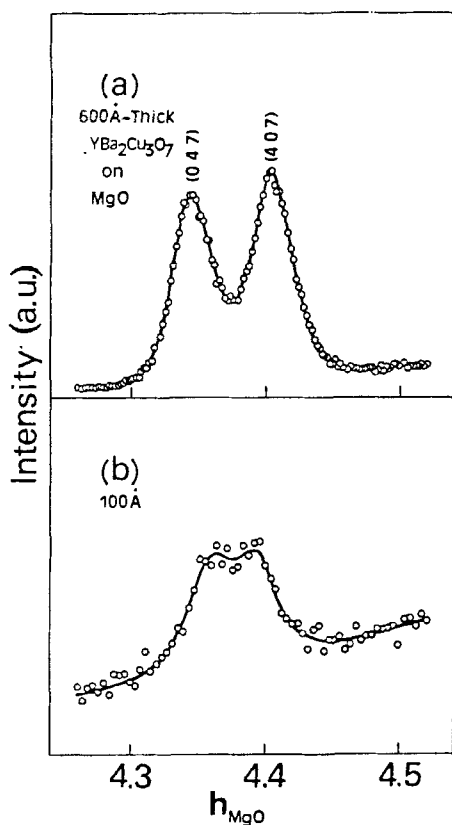 (a)
600Å-Thick
YBa2Cu3O7
on
MgO
(0 4 7)
(4 0 7)
Intensity (a.u.)
(b)
100Å
4.3 4.4 4.5
hMgO